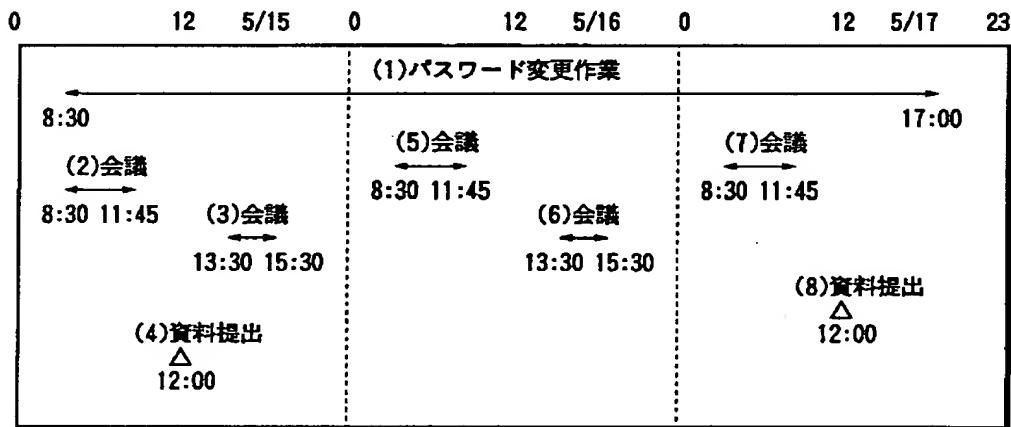 0 12 5/15 0 12 5/16 0 12 5/17 23
(1)パスワード変更作業
8:30 17:00
(2)会議 (5)会議 (7)会議
8:30 11:45 8:30 11:45 8:30 11:45
(3)会議 (6)会議
13:30 15:30 13:30 15:30
(8)資料提出
12:00
(4)資料提出
12:00